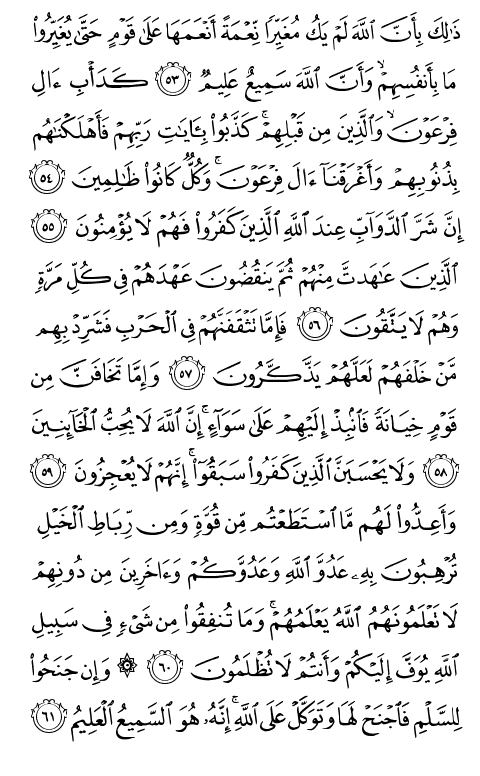 ذَٰلِكَ بِأَنَّ ٱللَّهَ لَمۡ يَكُ مُغَيِّرٗا نِّعۡمَةً أَنۡعَمَهَا عَلَىٰ قَوۡمٍ حَتَّىٰ يُغَيِّرُواْ
مَا بِأَنفُسِهِمۡ وَأَنَّ ٱللَّهَ سَمِيعٌ عَلِيمٞ ٥٣ كَدَأۡبِ ءَالِ
فِرۡعَوۡنَ وَٱلَّذِينَ مِن قَبۡلِهِمۡۚ كَذَّبُواْ بِـَٔايَٰتِ رَبِّهِمۡ فَأَهۡلَكۡنَٰهُم
بِذُنُوبِهِمۡ وَأَغۡرَقۡنَآ ءَالَ فِرۡعَوۡنَۚ وَكُلّٞ كَانُواْ ظَٰلِمِينَ ٥٤
إِنَّ شَرَّ ٱلدَّوَآبِّ عِندَ ٱللَّهِ ٱلَّذِينَ كَفَرُواْ فَهُمۡ لَا يُؤۡمِنُونَ ٥٥
ٱلَّذِينَ عَٰهَدتَّ مِنۡهُمۡ ثُمَّ يَنقُضُونَ عَهۡدَهُمۡ فِي كُلِّ مَرَّةٖ
وَهُمۡ لَا يَتَّقُونَ ٥٦ فَإِمَّا تَثۡقَفَنَّهُمۡ فِي ٱلۡحَرۡبِ فَشَرِّدۡ بِهِم
مَّنۡ خَلۡفَهُمۡ لَعَلَّهُمۡ يَذَّكَّرُونَ ٥٧ وَإِمَّا تَخَافَنَّ مِن
قَوۡمٍ خِيَانَةٗ فَٱنۢبِذۡ إِلَيۡهِمۡ عَلَىٰ سَوَآءٍۚ إِنَّ ٱللَّهَ لَا يُحِبُّ ٱلۡخَآئِنِينَ
٥٨ وَلَا يَحۡسَبَنَّ ٱلَّذِينَ كَفَرُواْ سَبَقُوٓاْۚ إِنَّهُمۡ لَا يُعۡجِزُونَ ٥٩
وَأَعِدُّواْ لَهُم مَّا ٱسۡتَطَعۡتُم مِّن قُوَّةٖ وَمِن رِّبَاطِ ٱلۡخَيۡلِ
تُرۡهِبُونَ بِهِۦ عَدُوَّ ٱللَّهِ وَعَدُوَّكُمۡ وَءَاخَرِينَ مِن دُونِهِمۡ
لَا تَعۡلَمُونَهُمُ ٱللَّهُ يَعۡلَمُهُمۡۚ وَمَا تُنفِقُواْ مِن شَيۡءٖ فِي سَبِيلِ
ٱللَّهِ يُوَفَّ إِلَيۡكُمۡ وَأَنتُمۡ لَا تُظۡلَمُونَ ٦٠ ۞ وَإِن جَنَحُواْ
لِلسَّلۡمِ فَٱجۡنَحۡ لَهَا وَتَوَكَّلۡ عَلَى ٱللَّهِۚ إِنَّهُۥ هُوَ ٱلسَّمِيعُ ٱلۡعَلِيمُ ٦١